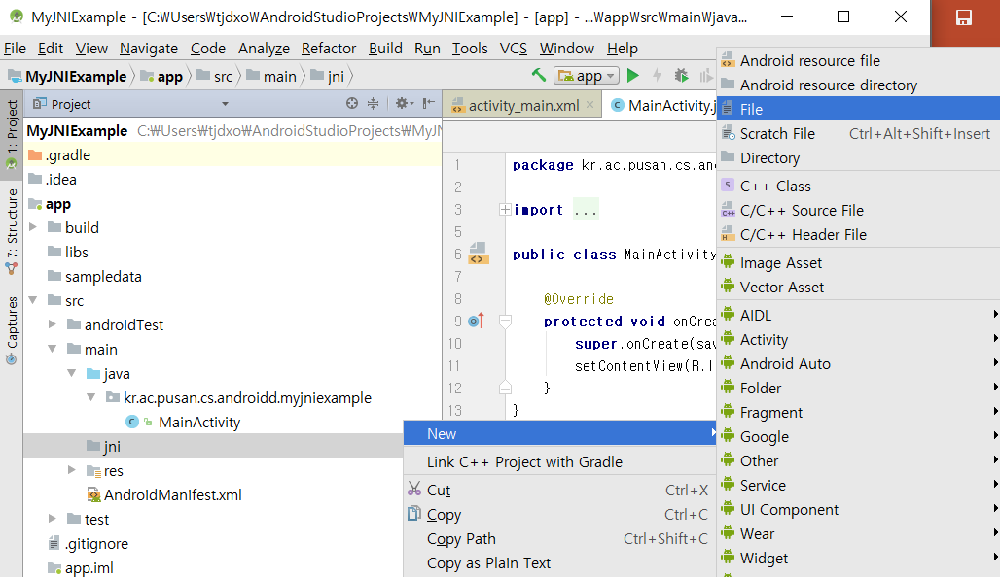 MyJNIExample - [C:₩Users₩tjdxo₩AndroidStudioProjects₩MyJNIExample] - [app] - ...₩app₩src₩main₩java...
File Edit View Navigate Code Analyze Refactor Build Run Tools VCS Window Help
MyJNIExample app src main jni app
Project activity_main.xml MainActivity.j
1: Project
7: Structure
Captures
MyJNIExample C:₩Users₩tjdxo₩AndroidStudioProjects₩MyJN
.gradle
.idea
app
build
libs
sampledata
src
androidTest
main
java
kr.ac.pusan.cs.androidd.myjniexample
MainActivity
jni
res
AndroidManifest.xml
test
.gitignore
app.iml
1 package kr.ac.pusan.cs.and
2
3 import ...
5
6 public class MainActivity
7
8 @Override
9 protected void onCrea
10 super.onCreate(sav
11 setContentView(R.l
12 }
13 }
New
Link C++ Project with Gradle
Cut Ctrl+X
Copy Ctrl+C
Copy Path Ctrl+Shift+C
Copy as Plain Text
Android resource file
Android resource directory
File
Scratch File Ctrl+Alt+Shift+Insert
Directory
C++ Class
C/C++ Source File
C/C++ Header File
Image Asset
Vector Asset
AIDL
Activity
Android Auto
Folder
Fragment
Google
Other
Service
UI Component
Wear
Widget